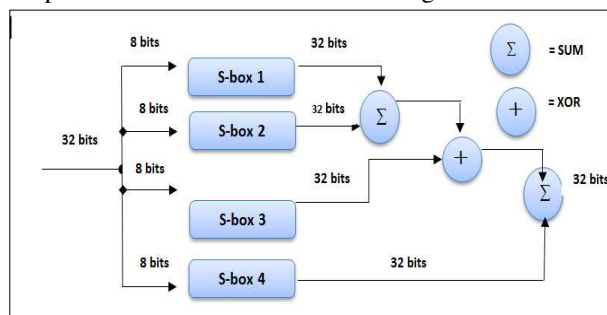 8 bits
32 bits
S-box 1
Σ
= SUM
8 bits
32 bits
S-box 2
Σ
+
= XOR
32 bits
8 bits
+
32 bits
Σ
32 bits
S-box 3
8 bits
32 bits
S-box 4